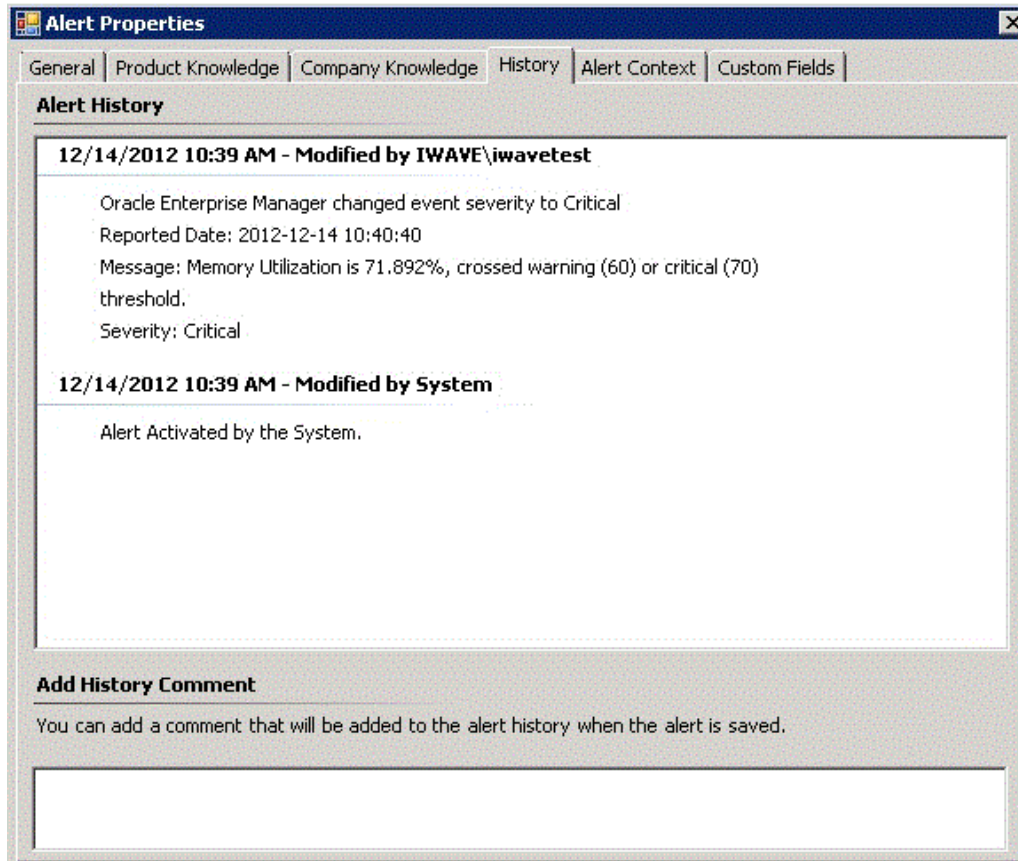 Alert Properties
General Product Knowledge Company Knowledge History Alert Context Custom Fields
Alert History
12/14/2012 10:39 AM - Modified by IWAVE\iwavetest
Oracle Enterprise Manager changed event severity to Critical
Reported Date: 2012-12-14 10:40:40
Message: Memory Utilization is 71.892%, crossed warning (60) or critical (70)
threshold.
Severity: Critical
12/14/2012 10:39 AM - Modified by System
Alert Activated by the System.
Add History Comment
You can add a comment that will be added to the alert history when the alert is saved.